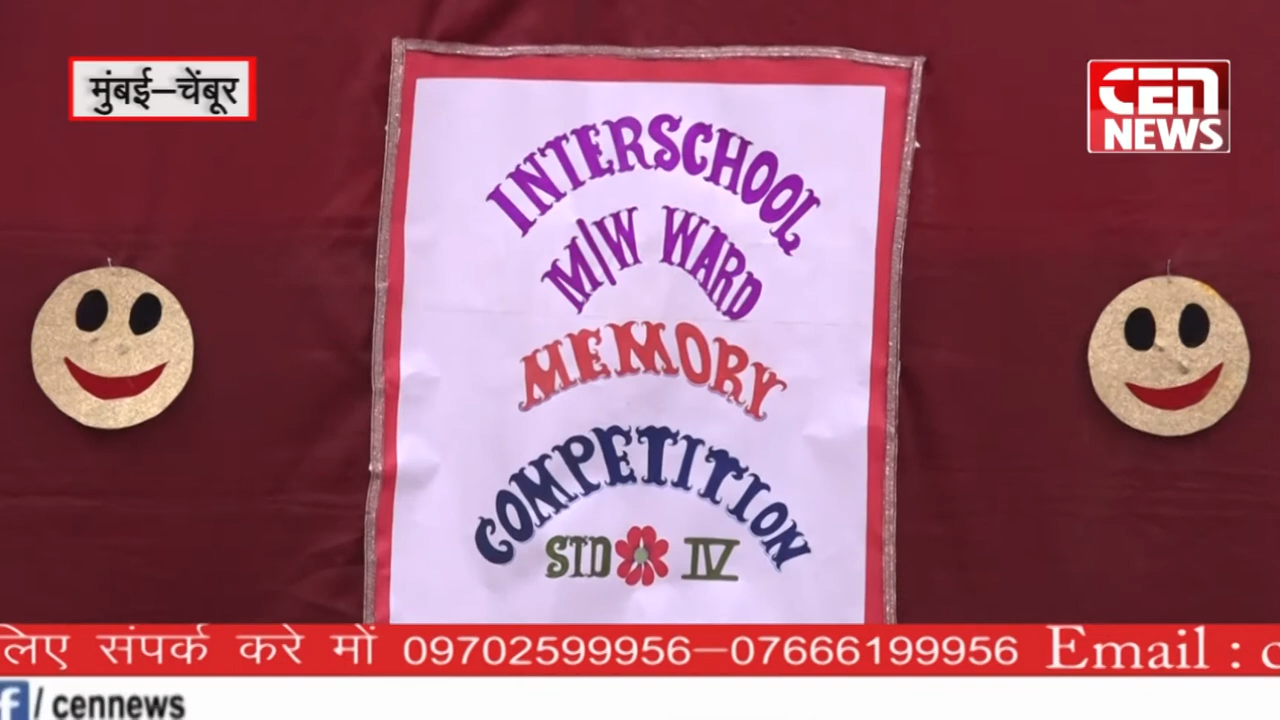 मुंबई–चेंबूर
CEN
NEWS
INTERSCHOOL
M/W WARD
MEMORY
COMPETITION
STD IV
लिए संपर्क करे मों 09702599956–07666199956 Email : c
f / cennews